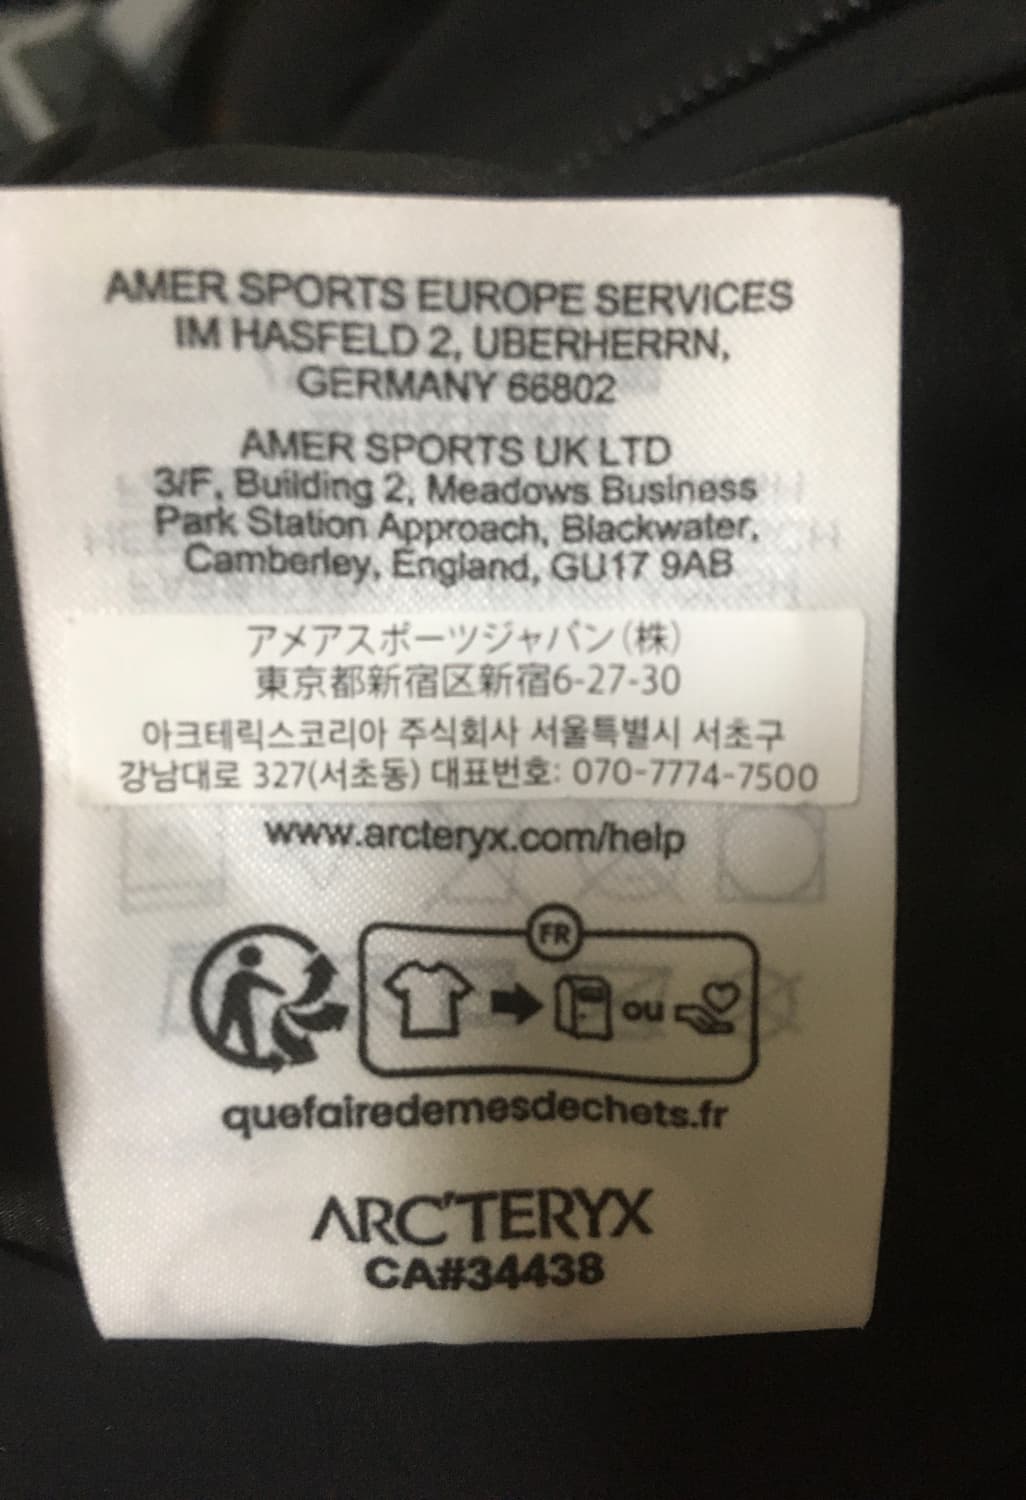 AMER SPORTS EUROPE SERVICES
IM HASFELD 2, UBERHERRN,
GERMANY 66802
AMER SPORTS UK LTD
3/F, Building 2, Meadows Business
Park Station Approach, Blackwater,
Camberley, England, GU17 9AB
アメアスポーツジャパン(株)
東京都新宿区新宿6-27-30
아크테릭스코리아 주식회사 서울특별시 서초구
강남대로 327(서초동) 대표번호: 070-7774-7500
www.arcteryx.com/help
FR
ou
quefairedemesdechets.fr
ARC'TERYX
CA#34438